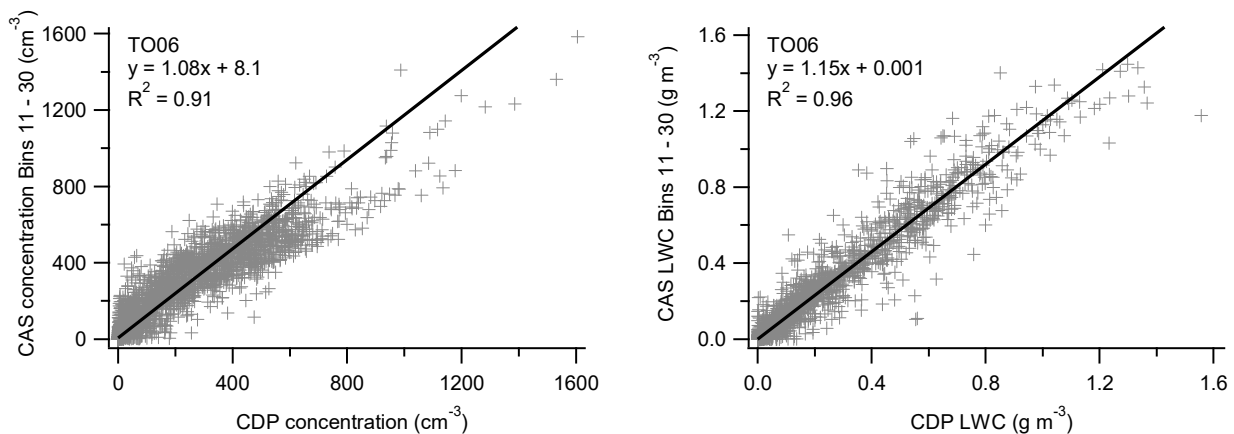 CAS concentration Bins 11 - 30 (cm⁻³)
1600
1200
800
400
0
TO06
y = 1.08x + 8.1
R² = 0.91
0 400 800 1200 1600
CDP concentration (cm⁻³)
CAS LWC Bins 11 - 30 (g m⁻³)
1.6
1.2
0.8
0.4
0.0
TO06
y = 1.15x + 0.001
R² = 0.96
0.0 0.4 0.8 1.2 1.6
CDP LWC (g m⁻³)